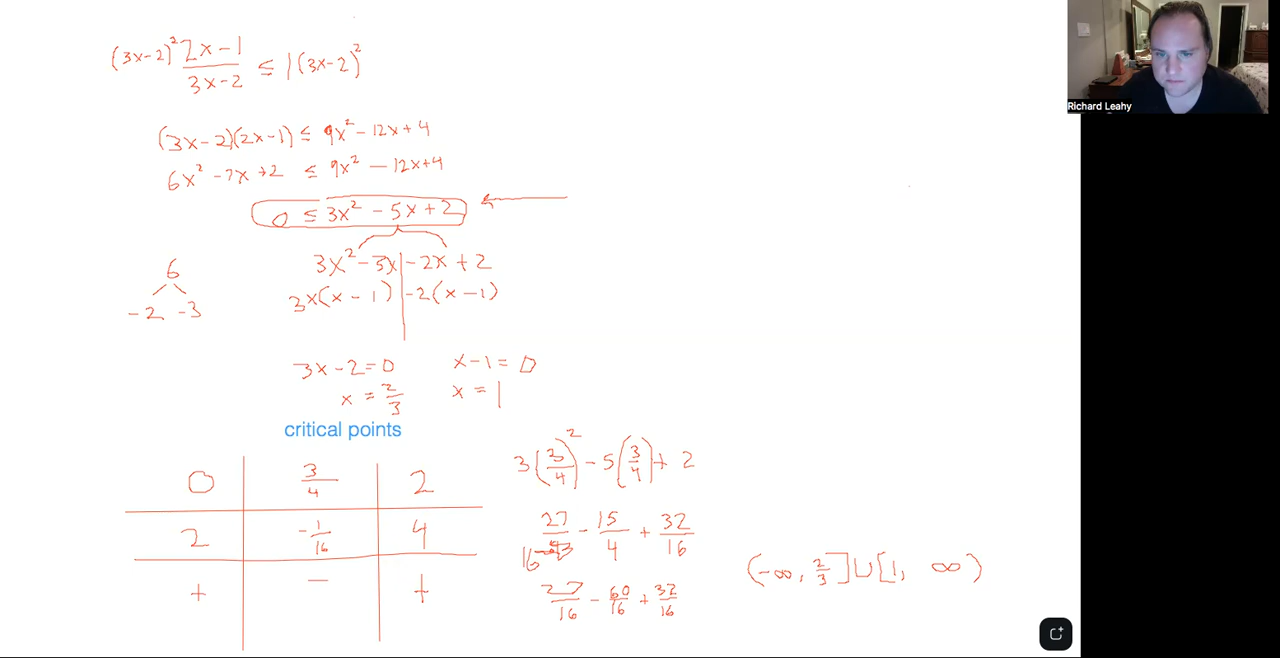 (3x-2)² (2x-1)/(3x-2) ≤ 1(3x-2)²
(3x-2)(2x-1) ≤ 9x² - 12x + 4
6x² - 7x + 2 ≤ 9x² - 12x + 4
0 ≤ 3x² - 5x + 2
6
-2 -3
3x² - 3x | -2x + 2
3x(x - 1) | -2(x - 1)
3x - 2 = 0 x - 1 = 0
x = 2/3 x = 1
critical points
0 3/4 2
2 -1/16 4
+ - +
3(3/4)² - 5(3/4) + 2
27/16 - 15/4 + 32/16
27/16 - 60/16 + 32/16
(-∞, 2/3] ∪ [1, ∞)
Richard Leahy